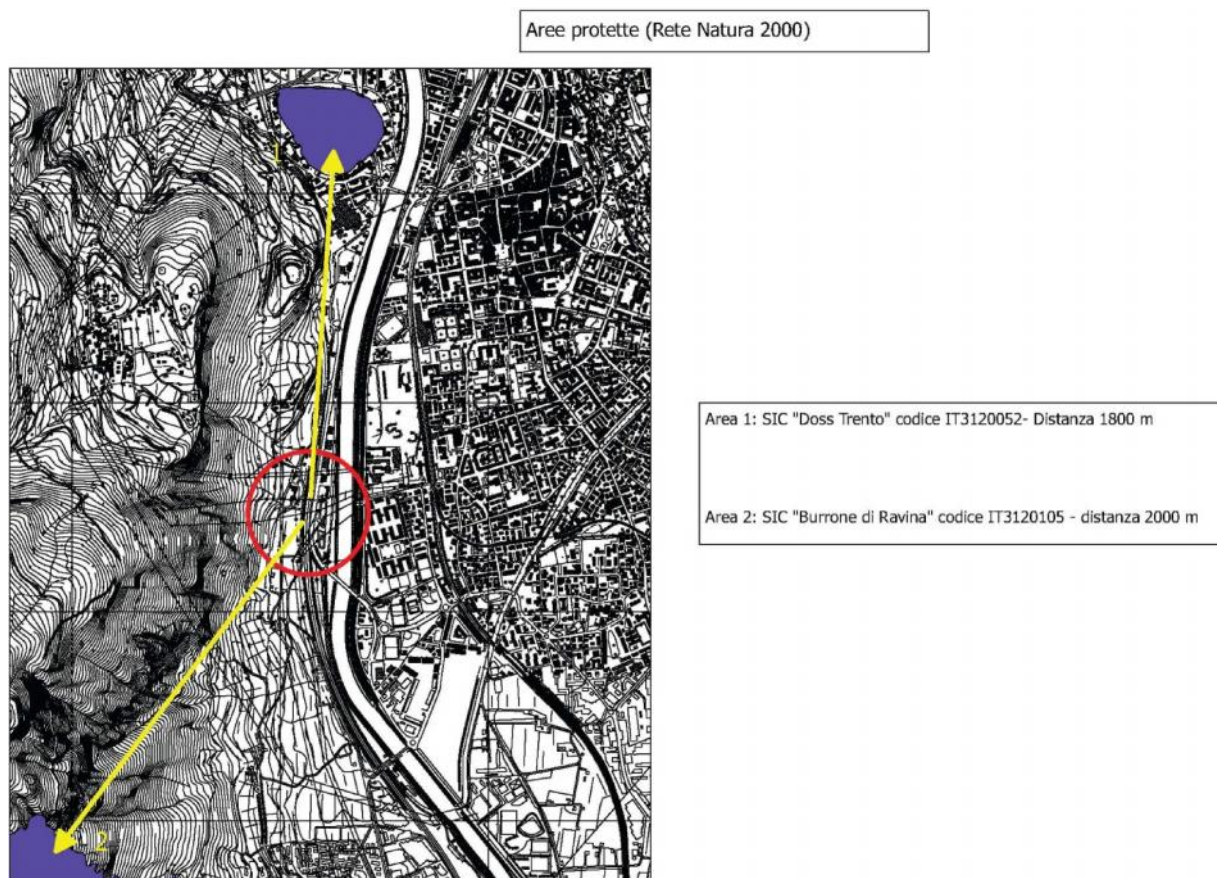 Aree protette (Rete Natura 2000)
1
Area 1: SIC "Doss Trento" codice IT3120052- Distanza 1800 m
Area 2: SIC "Burrone di Ravina" codice IT3120105 - distanza 2000 m
2